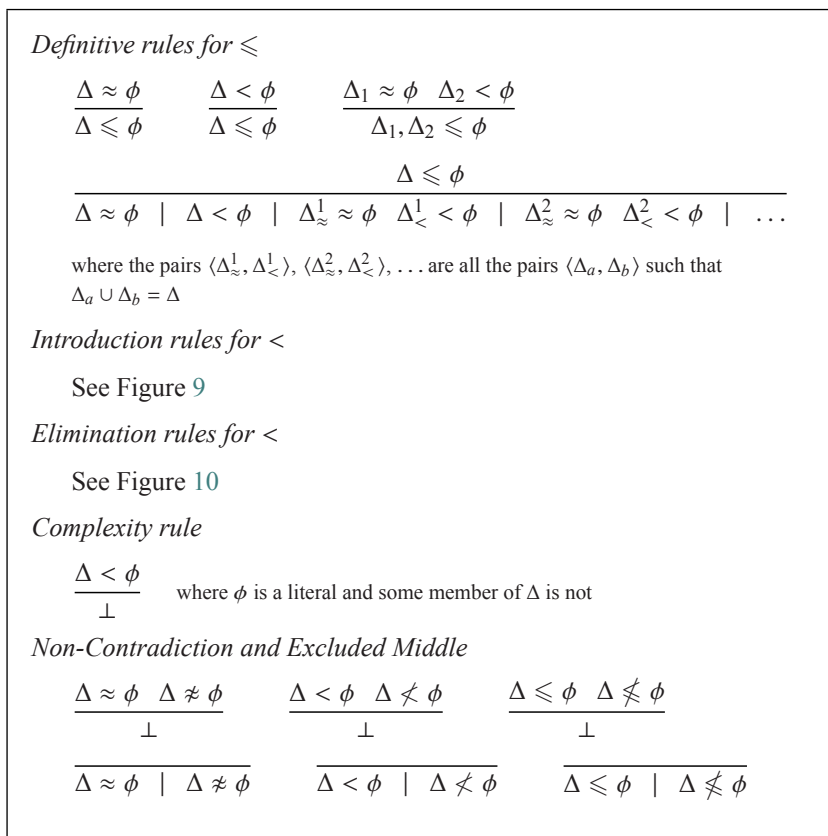 Definitive rules for ⩽
Δ ≈ ϕ Δ < ϕ Δ₁ ≈ ϕ Δ₂ < ϕ
Δ ⩽ ϕ Δ ⩽ ϕ Δ₁, Δ₂ ⩽ ϕ
Δ ⩽ ϕ
Δ ≈ ϕ | Δ < ϕ | Δ¹≈ ≈ ϕ Δ¹< < ϕ | Δ²≈ ≈ ϕ Δ²< < ϕ | ...
where the pairs ⟨Δ¹≈, Δ¹<⟩, ⟨Δ²≈, Δ²<⟩, ... are all the pairs ⟨Δₐ, Δ_b⟩ such that
Δₐ ∪ Δ_b = Δ
Introduction rules for <
See Figure 9
Elimination rules for <
See Figure 10
Complexity rule
Δ < ϕ
⊥
where ϕ is a literal and some member of Δ is not
Non-Contradiction and Excluded Middle
Δ ≈ ϕ Δ ≉ ϕ Δ < ϕ Δ ≮ ϕ Δ ⩽ ϕ Δ ⩽̸ ϕ
⊥ ⊥ ⊥
Δ ≈ ϕ | Δ ≉ ϕ Δ < ϕ | Δ ≮ ϕ Δ ⩽ ϕ | Δ ⩽̸ ϕ